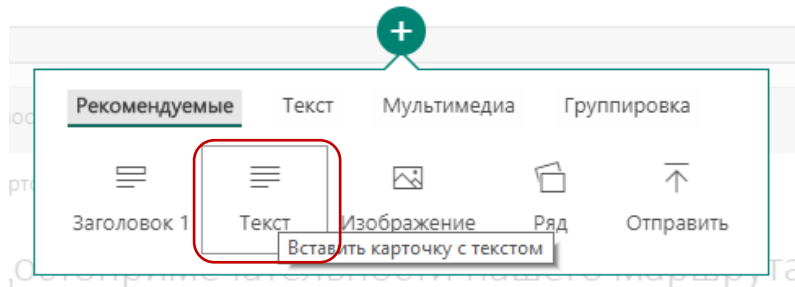 Рекомендуемые Текст Мультимедиа Группировка
Заголовок 1 Текст Изображение Ряд Отправить
Вставить карточку с текстом